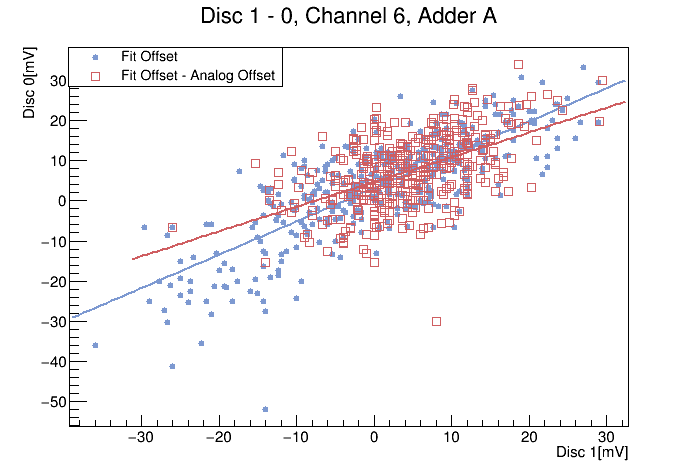 Disc 1 - 0, Channel 6, Adder A
Disc 0[mV]
Fit Offset
Fit Offset - Analog Offset
30
20
10
0
−10
−20
−30
−40
−50
−30 −20 −10 0 10 20 30
Disc 1[mV]